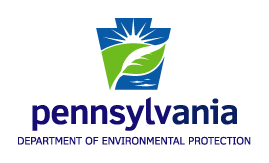 pennsylvania
DEPARTMENT OF ENVIRONMENTAL PROTECTION